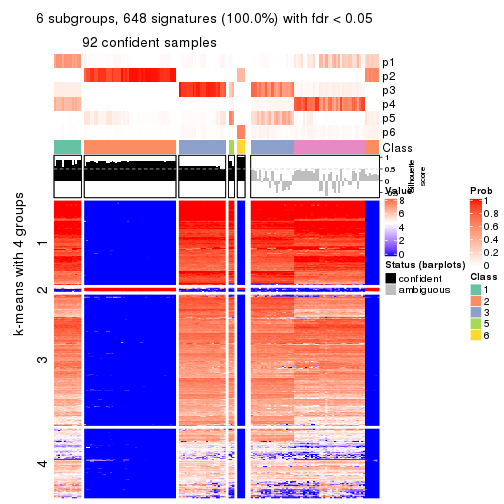 6 subgroups, 648 signatures (100.0%) with fdr < 0.05
92 confident samples
p1
p2
p3
p4
p5
p6
Class
1
0.5
0
-0.5
Silhouette
score
k-means with 4 groups
1
2
3
4
Value
8
6
4
2
0
Status (barplots)
confident
ambiguous
Prob
1
0.8
0.6
0.4
0.2
0
Class
1
2
3
5
6